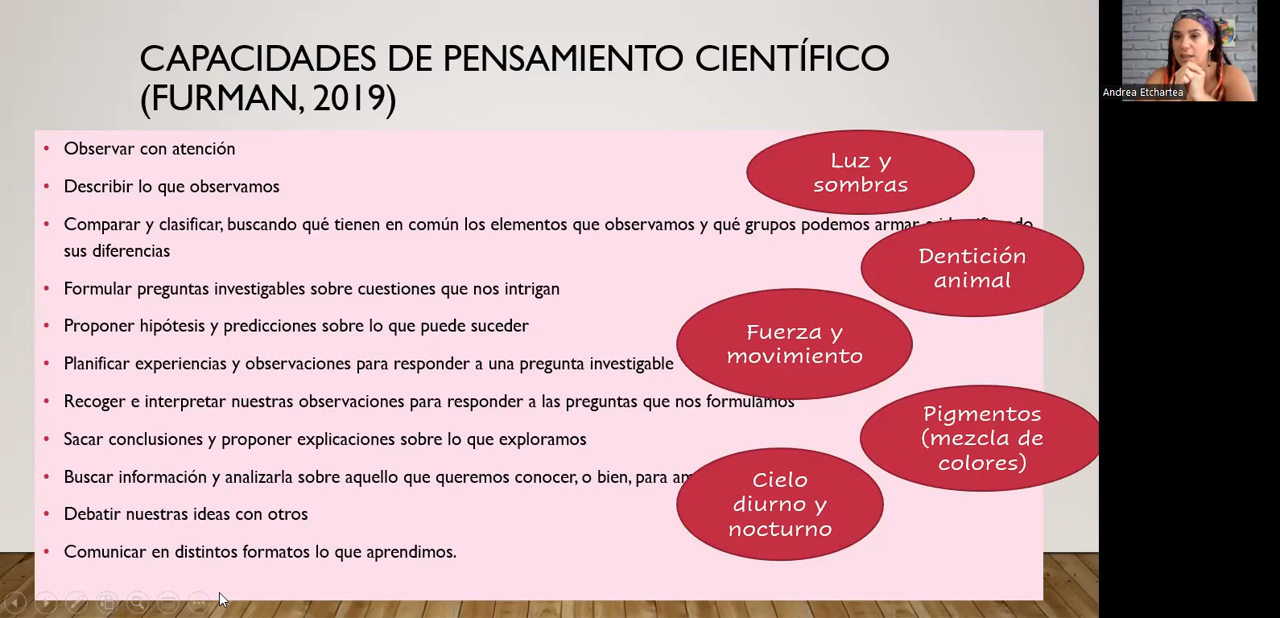 CAPACIDADES DE PENSAMIENTO CIENTÍFICO
(FURMAN, 2019)
• Observar con atención
• Describir lo que observamos
• Comparar y clasificar, buscando qué tienen en común los elementos que observamos y qué grupos podemos armar
sus diferencias
• Formular preguntas investigables sobre cuestiones que nos intrigan
• Proponer hipótesis y predicciones sobre lo que puede suceder
• Planificar experiencias y observaciones para responder a una pregunta investigable
• Recoger e interpretar nuestras observaciones para responder a las preguntas que nos formulamos
• Sacar conclusiones y proponer explicaciones sobre lo que exploramos
• Buscar información y analizarla sobre aquello que queremos conocer, o bien, para
• Debatir nuestras ideas con otros
• Comunicar en distintos formatos lo que aprendimos.
Luz y
sombras
Dentición
animal
Fuerza y
movimiento
Pigmentos
(mezcla de
colores)
Cielo
diurno y
nocturno
Andrea Etchartea